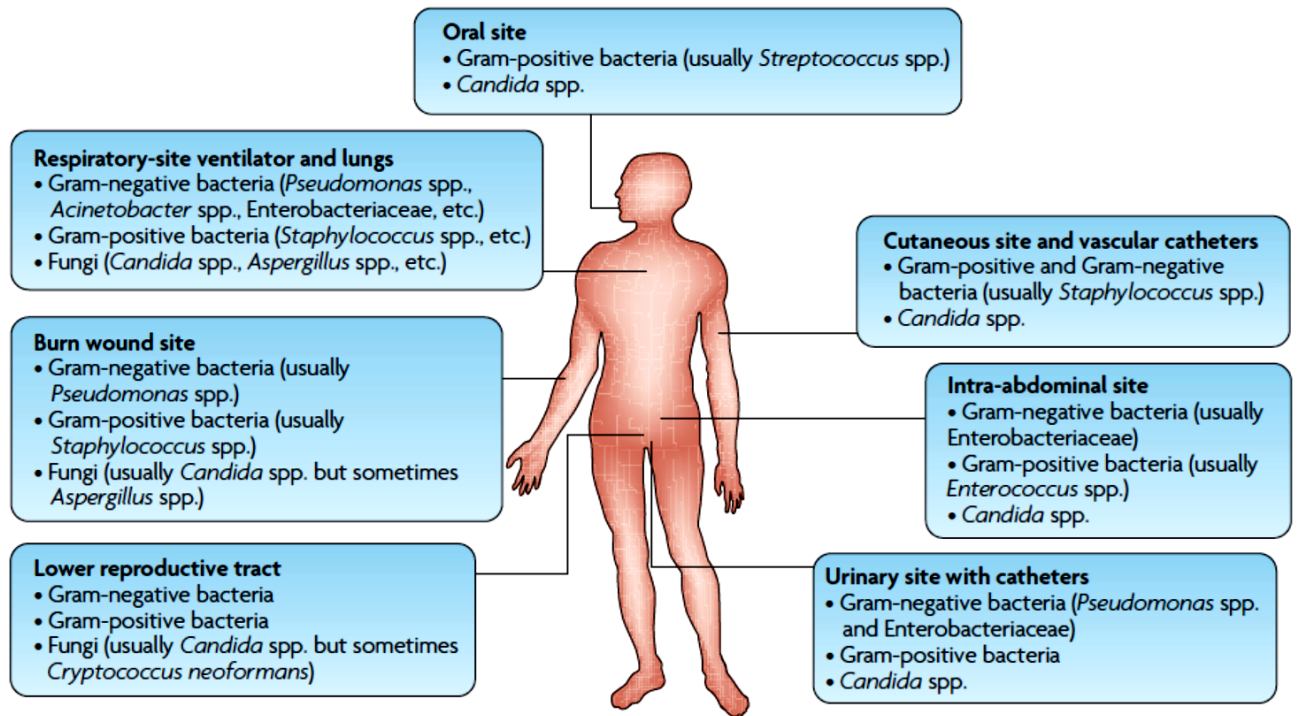 Oral site
• Gram-positive bacteria (usually Streptococcus spp.)
• Candida spp.
Respiratory-site ventilator and lungs
• Gram-negative bacteria (Pseudomonas spp.,
Acinetobacter spp., Enterobacteriaceae, etc.)
• Gram-positive bacteria (Staphylococcus spp., etc.)
• Fungi (Candida spp., Aspergillus spp., etc.)
Cutaneous site and vascular catheters
• Gram-positive and Gram-negative
bacteria (usually Staphylococcus spp.)
• Candida spp.
Burn wound site
• Gram-negative bacteria (usually
Pseudomonas spp.)
• Gram-positive bacteria (usually
Staphylococcus spp.)
• Fungi (usually Candida spp. but sometimes
Aspergillus spp.)
Intra-abdominal site
• Gram-negative bacteria (usually
Enterobacteriaceae)
• Gram-positive bacteria (usually
Enterococcus spp.)
• Candida spp.
Lower reproductive tract
• Gram-negative bacteria
• Gram-positive bacteria
• Fungi (usually Candida spp. but sometimes
Cryptococcus neoformans)
Urinary site with catheters
• Gram-negative bacteria (Pseudomonas spp.
and Enterobacteriaceae)
• Gram-positive bacteria
• Candida spp.